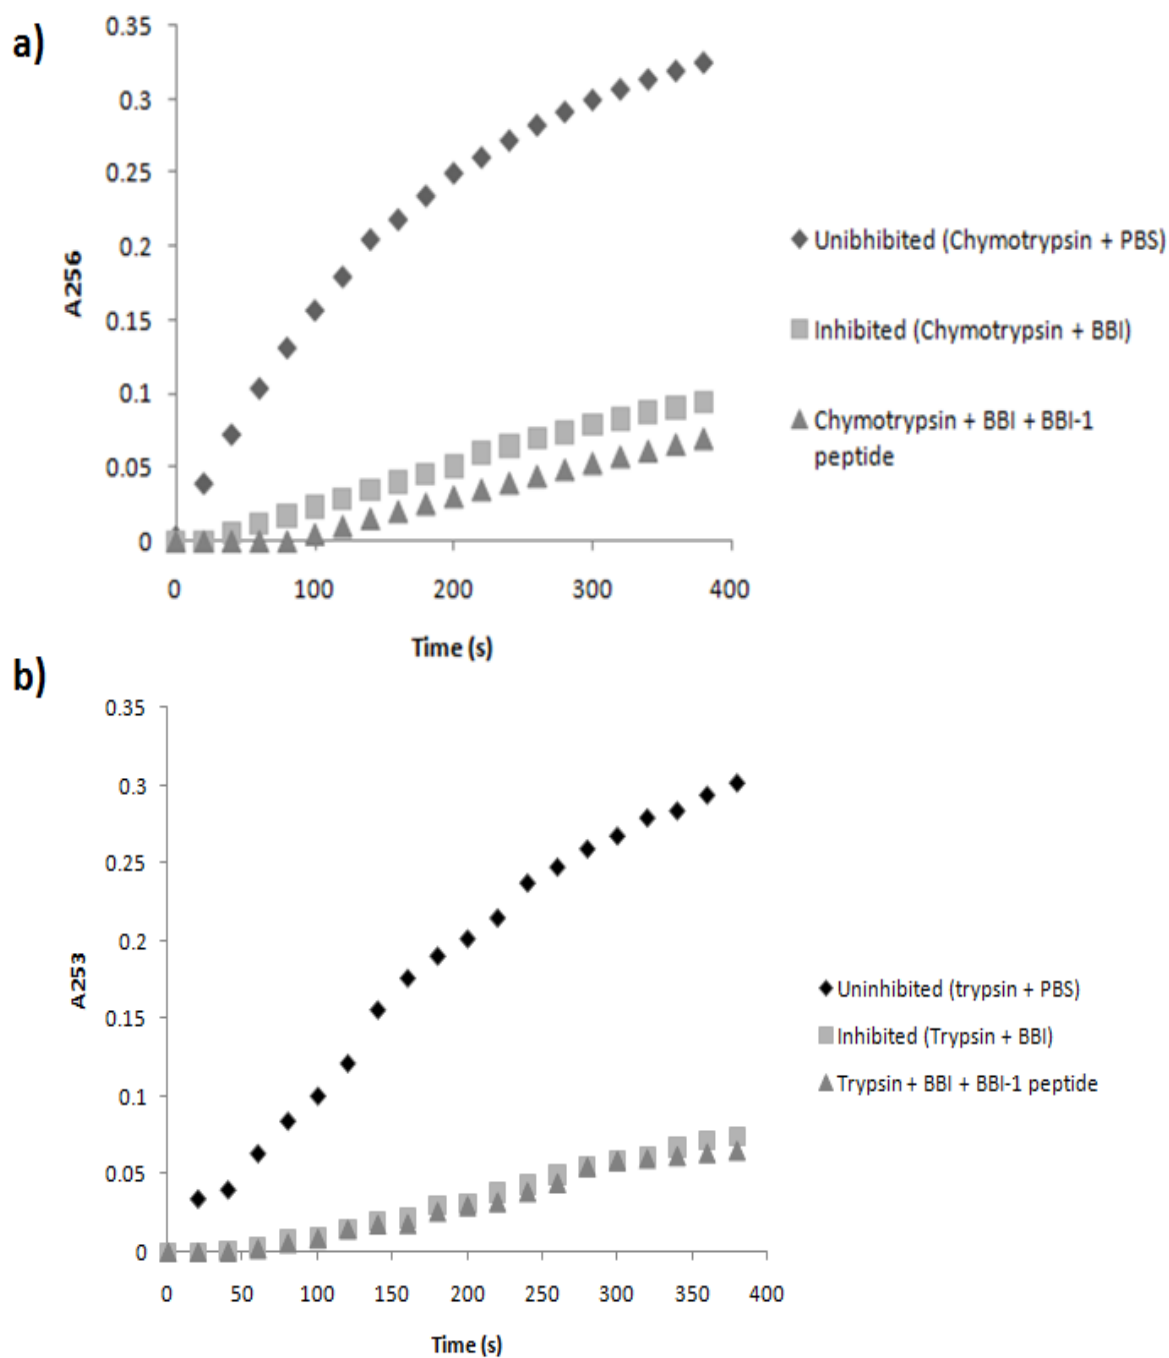 a)
0.35
0.3
0.25
0.2
0.15
0.1
0.05
0
A256
0 100 200 300 400
Time (s)
Unibhibited (Chymotrypsin + PBS)
Inhibited (Chymotrypsin + BBI)
Chymotrypsin + BBI + BBI-1
peptide
b)
0.35
0.3
0.25
0.2
0.15
0.1
0.05
0
A253
0 50 100 150 200 250 300 350 400
Time (s)
Uninhibited (trypsin + PBS)
Inhibited (Trypsin + BBI)
Trypsin + BBI + BBI-1 peptide